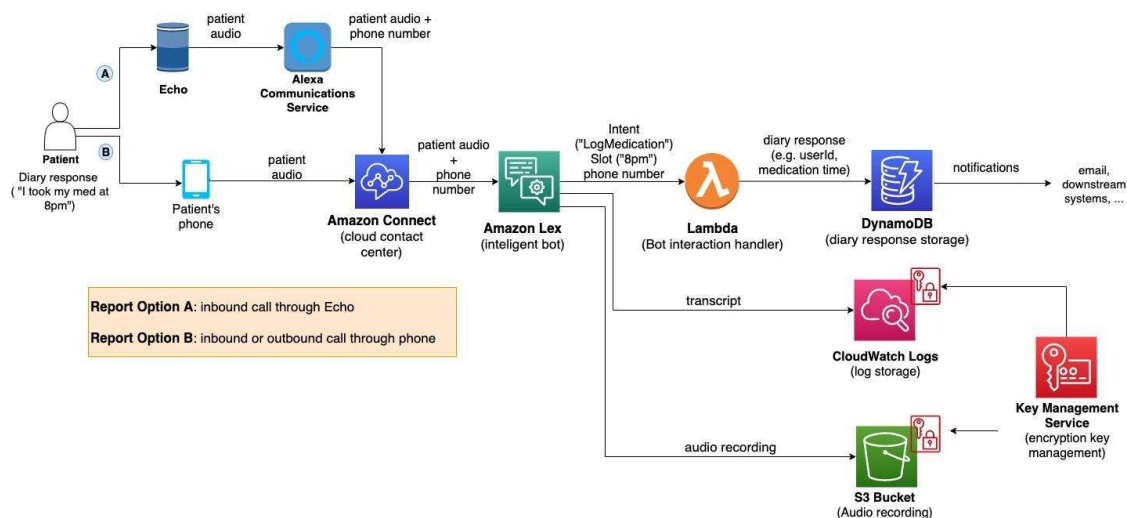 patient
audio
patient audio +
phone number
A
Echo
Alexa
Communications
Service
Patient
B
Diary response
( "I took my med at
8pm")
Patient's
phone
patient
audio
Amazon Connect
(cloud contact
center)
patient audio
+
phone
number
Amazon Lex
(inteligent bot)
Intent
("LogMedication")
Slot ("8pm")
phone number
Lambda
(Bot interaction handler)
diary response
(e.g. userId,
medication time)
DynamoDB
(diary response storage)
notifications
email,
downstream
systems, ...
Report Option A: inbound call through Echo
Report Option B: inbound or outbound call through phone
transcript
CloudWatch Logs
(log storage)
Key Management
Service
(encryption key
management)
audio recording
S3 Bucket
(Audio recording)